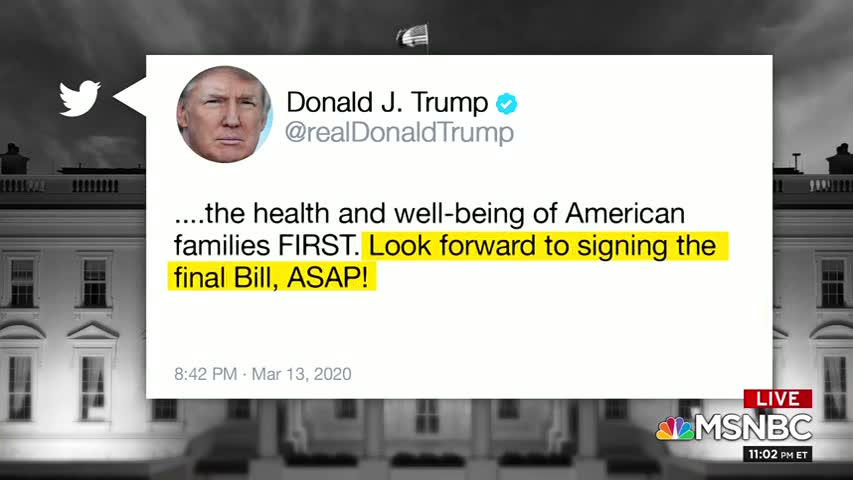 Donald J. Trump
@realDonaldTrump
....the health and well-being of American
families FIRST. Look forward to signing the
final Bill, ASAP!
8:42 PM · Mar 13, 2020
LIVE
MSNBC
11:02 PM ET